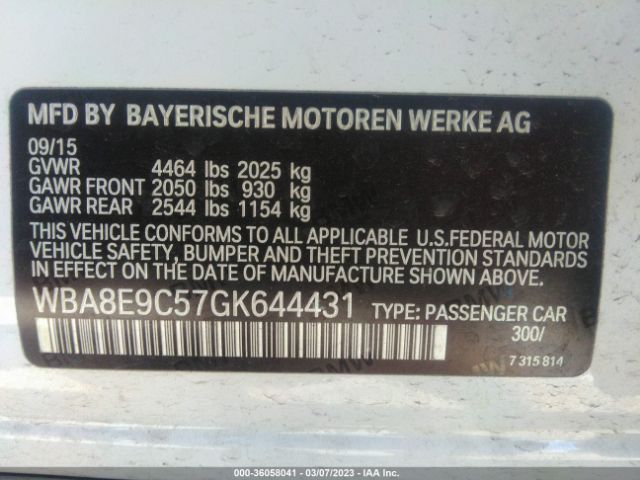 MFD BY BAYERISCHE MOTOREN WERKE AG
09/15
GVWR 4464 lbs 2025 kg
GAWR FRONT 2050 lbs 930 kg
GAWR REAR 2544 lbs 1154 kg
THIS VEHICLE CONFORMS TO ALL APPLICABLE U.S.FEDERAL MOTOR
VEHICLE SAFETY, BUMPER AND THEFT PREVENTION STANDARDS
IN EFFECT ON THE DATE OF MANUFACTURE SHOWN ABOVE.
WBA8E9C57GK644431 TYPE: PASSENGER CAR
300/
7 315 814
© - 36058041 - 03/07/2023 - IAA Inc.